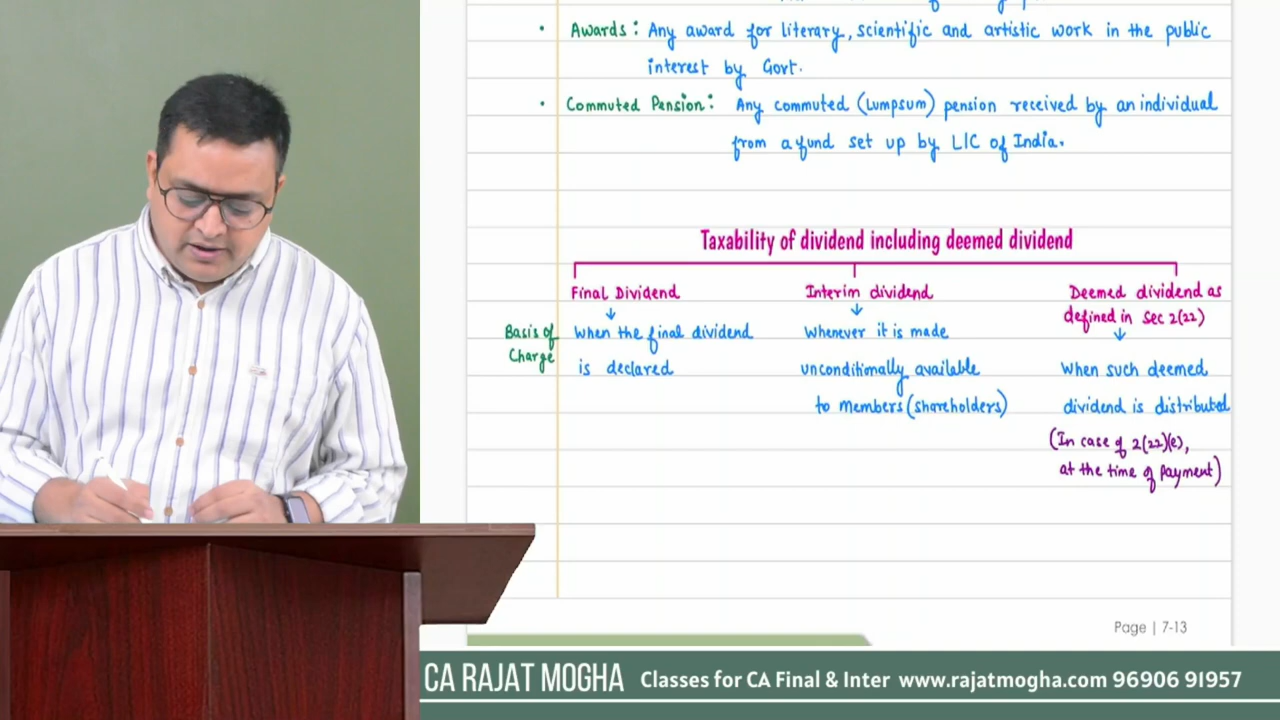 • Awards: Any award for literary, scientific and artistic work in the public
interest by Govt.
• Commuted Pension: Any commuted (Lumpsum) pension received by an individual
from a fund set up by LIC of India.
Taxability of dividend including deemed dividend
Final Dividend
Interim dividend
Deemed dividend as
defined in Sec 2(22)
Basis of
Charge
When the final dividend
is declared
Whenever it is made
unconditionally available
to members (shareholders)
When such deemed
dividend is distributed
(In case of 2(22)(e),
at the time of Payment)
Page | 7-13
CA RAJAT MOGHA Classes for CA Final & Inter www.rajatmogha.com 96906 91957